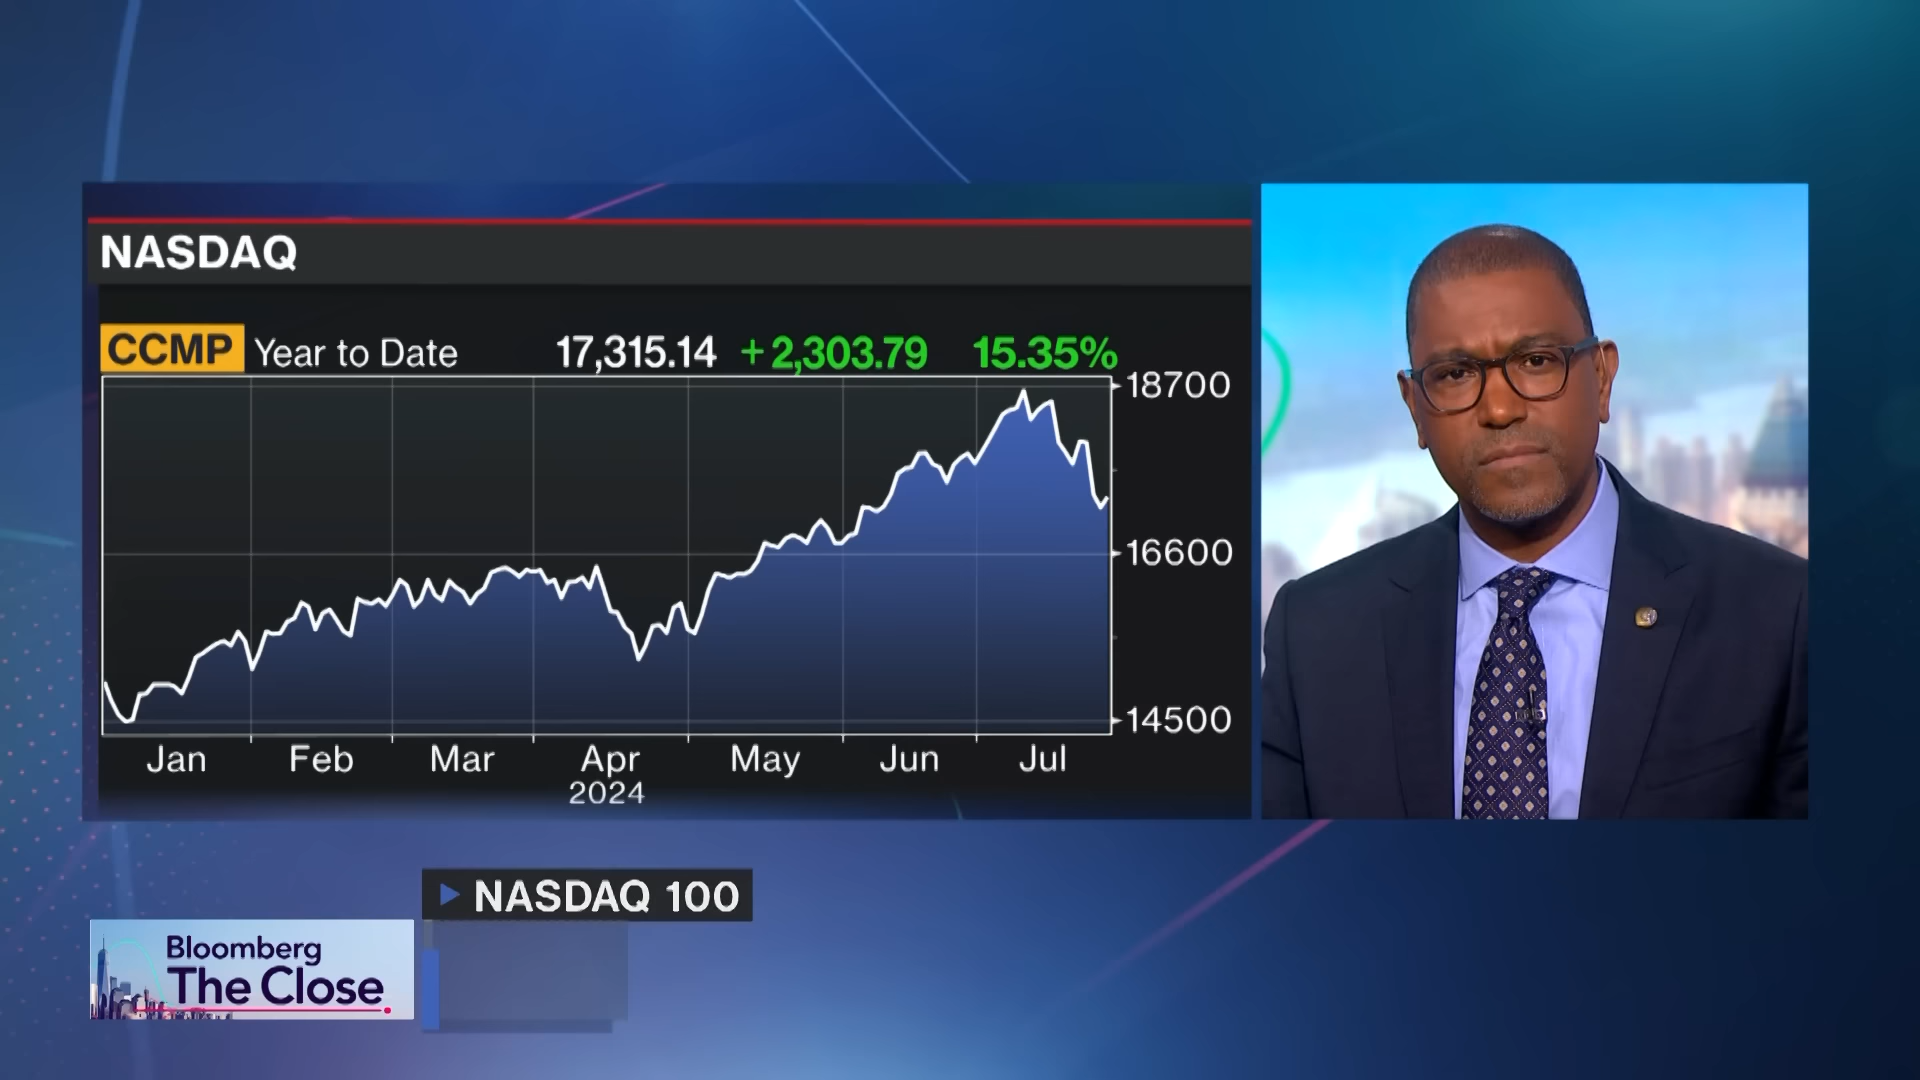 NASDAQ
CCMP Year to Date 17,315.14 +2,303.79 15.35%
18700
16600
14500
Jan Feb Mar Apr May Jun Jul
2024
NASDAQ 100
Bloomberg
The Close